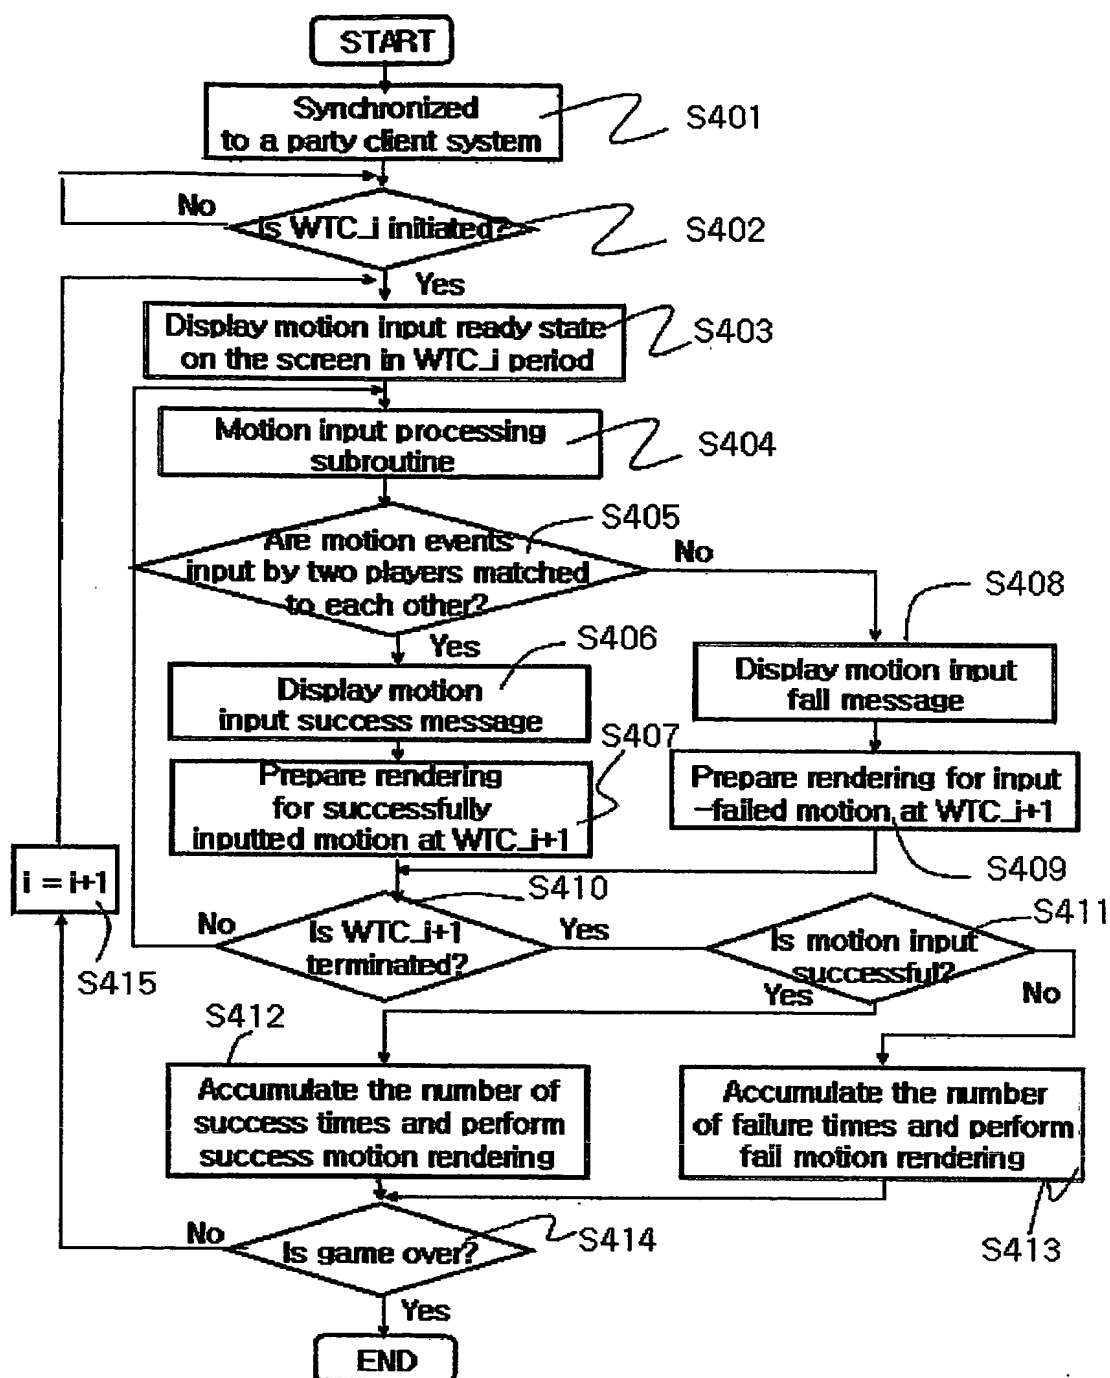 START
Synchronized
to a party client system
S401
No
Is WTC_i initiated?
S402
Yes
Display motion input ready state
on the screen in WTC_i period
S403
Motion input processing
subroutine
S404
Are motion events
input by two players matched
to each other?
S405
No
Yes
S406
S408
Display motion
input success message
Display motion input
fail message
S407
Prepare rendering
for successfully
inputted motion at WTC_i+1
Prepare rendering for input
-failed motion at WTC_i+1
S409
i = i+1
S415
No
S410
Is WTC_i+1
terminated?
Yes
S411
Is motion input
successful?
Yes
No
S412
Accumulate the number of
success times and perform
success motion rendering
Accumulate the number
of failure times and perform
fail motion rendering
S413
No
Is game over?
S414
Yes
END